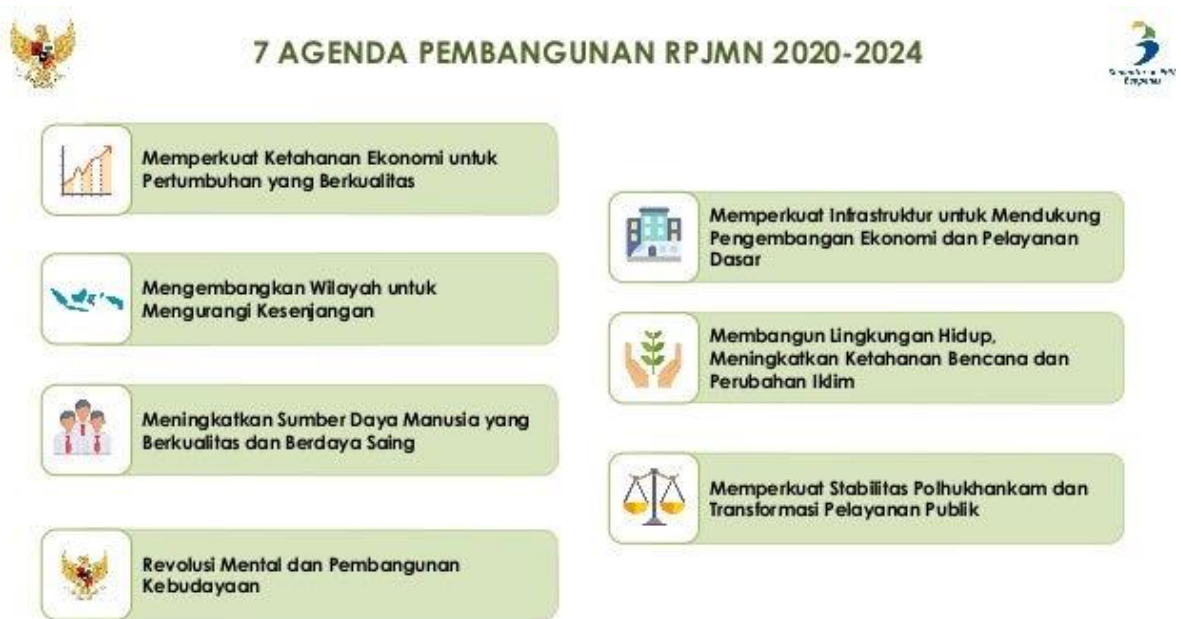 7 AGENDA PEMBANGUNAN RPJMN 2020-2024
Memperkuat Ketahanan Ekonomi untuk
Pertumbuhan yang Berkualitas
Mengembangkan Wilayah untuk
Mengurangi Kesenjangan
Meningkatkan Sumber Daya Manusia yang
Berkualitas dan Berdaya Saing
Revolusi Mental dan Pembangunan
Kebudayaan
Memperkuat Infrastruktur untuk Mendukung
Pengembangan Ekonomi dan Pelayanan
Dasar
Membangun Lingkungan Hidup,
Meningkatkan Ketahanan Bencana dan
Perubahan Iklim
Memperkuat Stabilitas Polhukhankam dan
Transformasi Pelayanan Publik